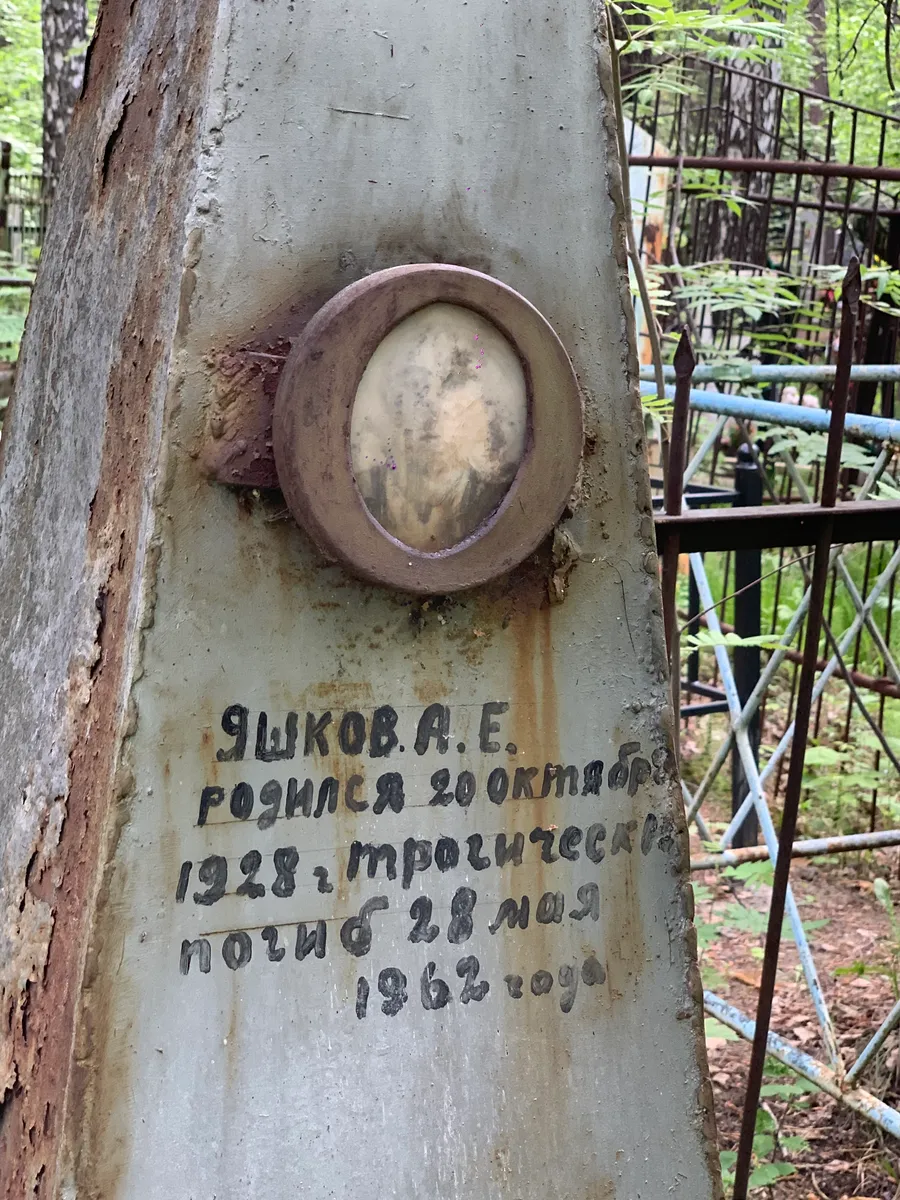 ЯШКОВ. А. Е.
РОДИЛСЯ 20 ОКТЯБРЯ
1928 г ТРАГИЧЕСКИ
ПОГИБ 28 МАЯ
1962 года